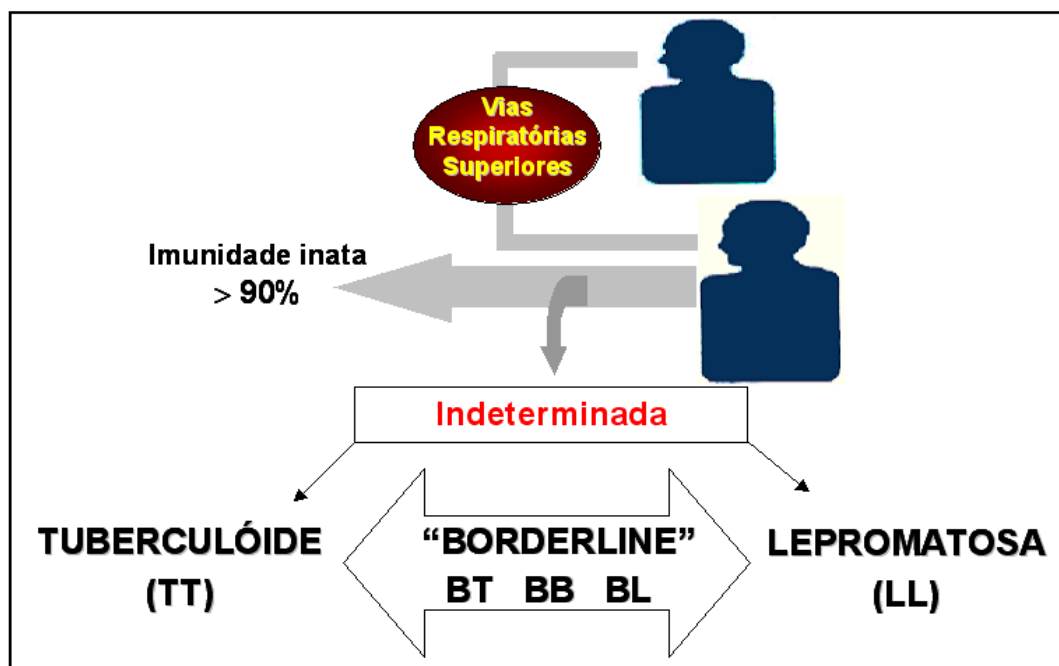 Vias
Respiratórias
Superiores
Imunidade inata
> 90%
Indeterminada
TUBERCULÓIDE
(TT)
“BORDERLINE”
BT BB BL
LEPROMATOSA
(LL)